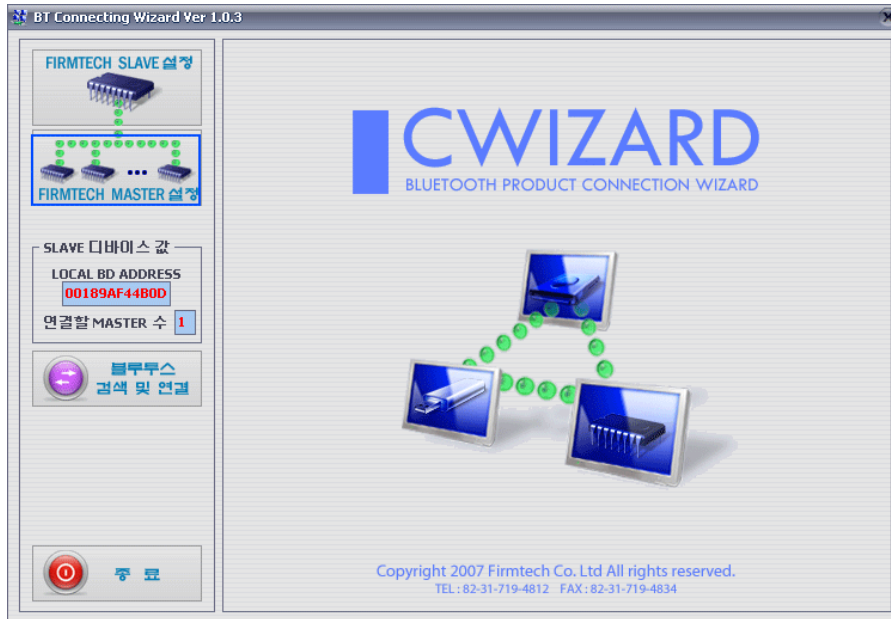 BT Connecting Wizard Ver 1.0.3
FIRMTECH SLAVE 설정
FIRMTECH MASTER 설정
SLAVE 디바이스 값
LOCAL BD ADDRESS
00189AF44B0D
연결할 MASTER 수 1
블루투스
검색 및 연결
종 료
CWIZARD
BLUETOOTH PRODUCT CONNECTION WIZARD
Copyright 2007 Firmtech Co. Ltd All rights reserved.
TEL : 82-31-719-4812 FAX : 82-31-719-4834